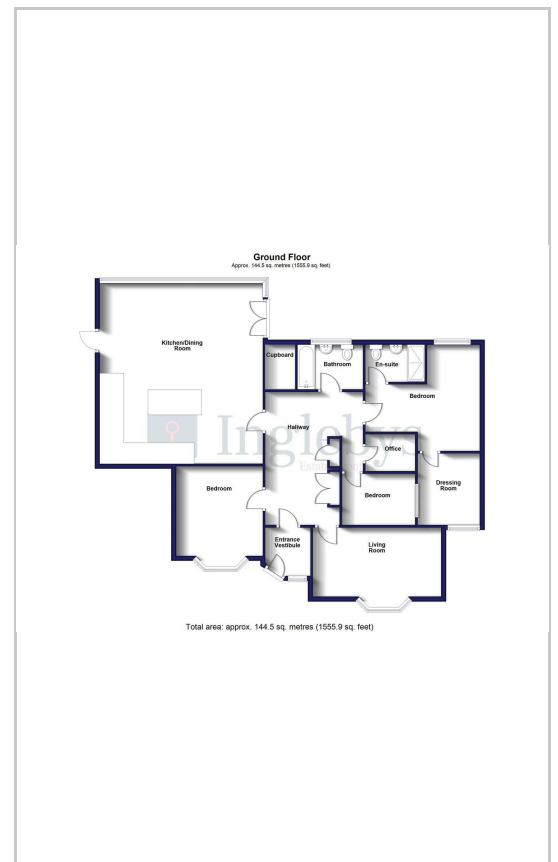 Ground Floor
Approx. 144.5 sq. metres (1555.9 sq. feet)
Kitchen/Dining
Room
Cupboard
Bathroom
En-suite
Bedroom
Hallway
Inglebys
Office
Bedroom
Bedroom
Dressing
Room
Entrance
Vestibule
Living
Room
Total area: approx. 144.5 sq. metres (1555.9 sq. feet)